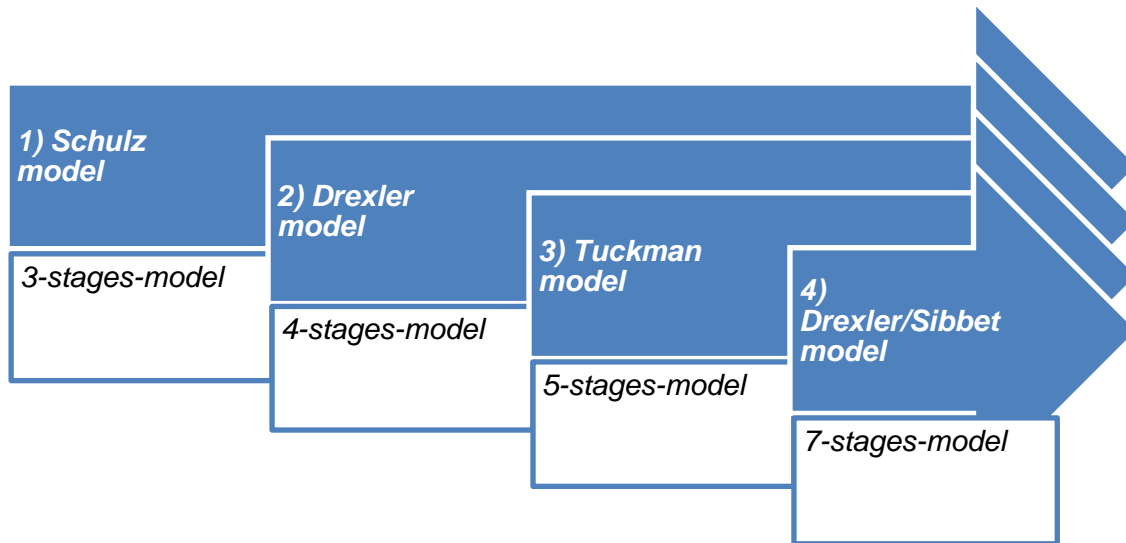 1) Schulz
model
3-stages-model
2) Drexler
model
4-stages-model
3) Tuckman
model
5-stages-model
4)
Drexler/Sibbet
model
7-stages-model